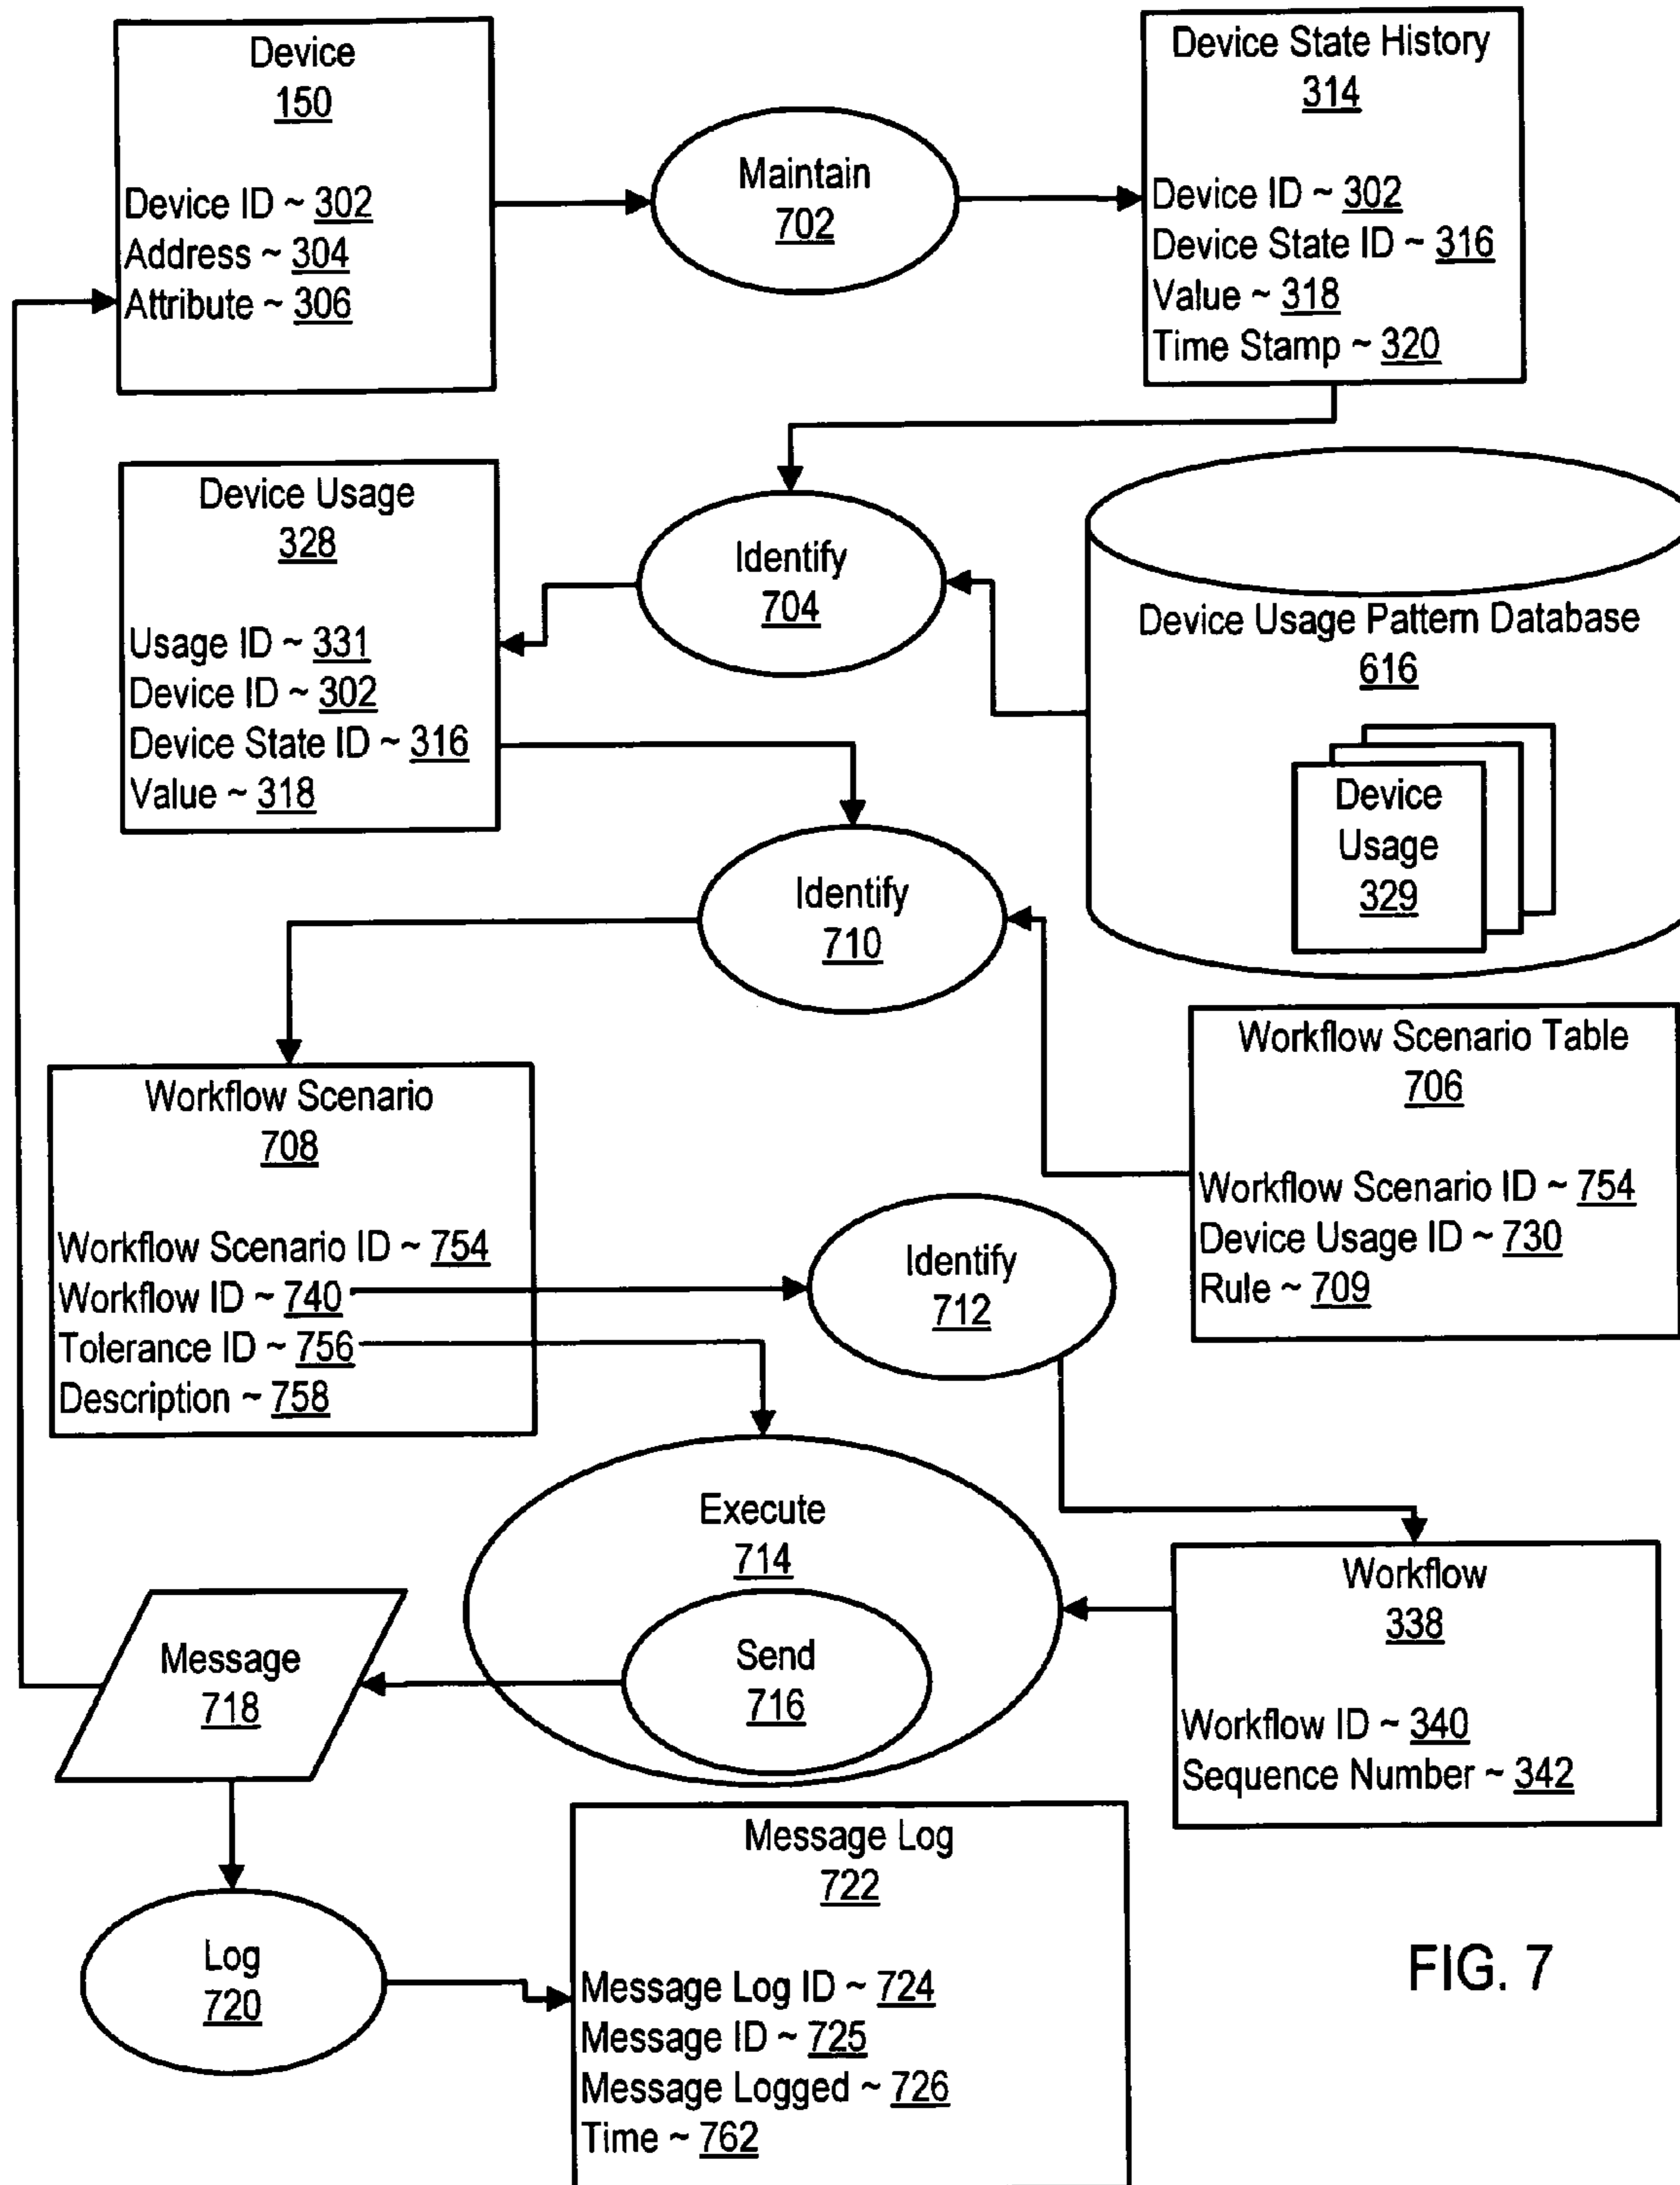 Device
150
Device ID ~ 302
Address ~ 304
Attribute ~ 306
Maintain
702
Device State History
314
Device ID ~ 302
Device State ID ~ 316
Value ~ 318
Time Stamp ~ 320
Device Usage
328
Usage ID ~ 331
Device ID ~ 302
Device State ID ~ 316
Value ~ 318
Identify
704
Device Usage Pattern Database
616
Device
Usage
329
Identify
710
Workflow Scenario Table
706
Workflow Scenario ID ~ 754
Device Usage ID ~ 730
Rule ~ 709
Workflow Scenario
708
Workflow Scenario ID ~ 754
Workflow ID ~ 740
Tolerance ID ~ 756
Description ~ 758
Identify
712
Execute
714
Send
716
Workflow
338
Workflow ID ~ 340
Sequence Number ~ 342
Message
718
Log
720
Message Log
722
Message Log ID ~ 724
Message ID ~ 725
Message Logged ~ 726
Time ~ 762
FIG. 7